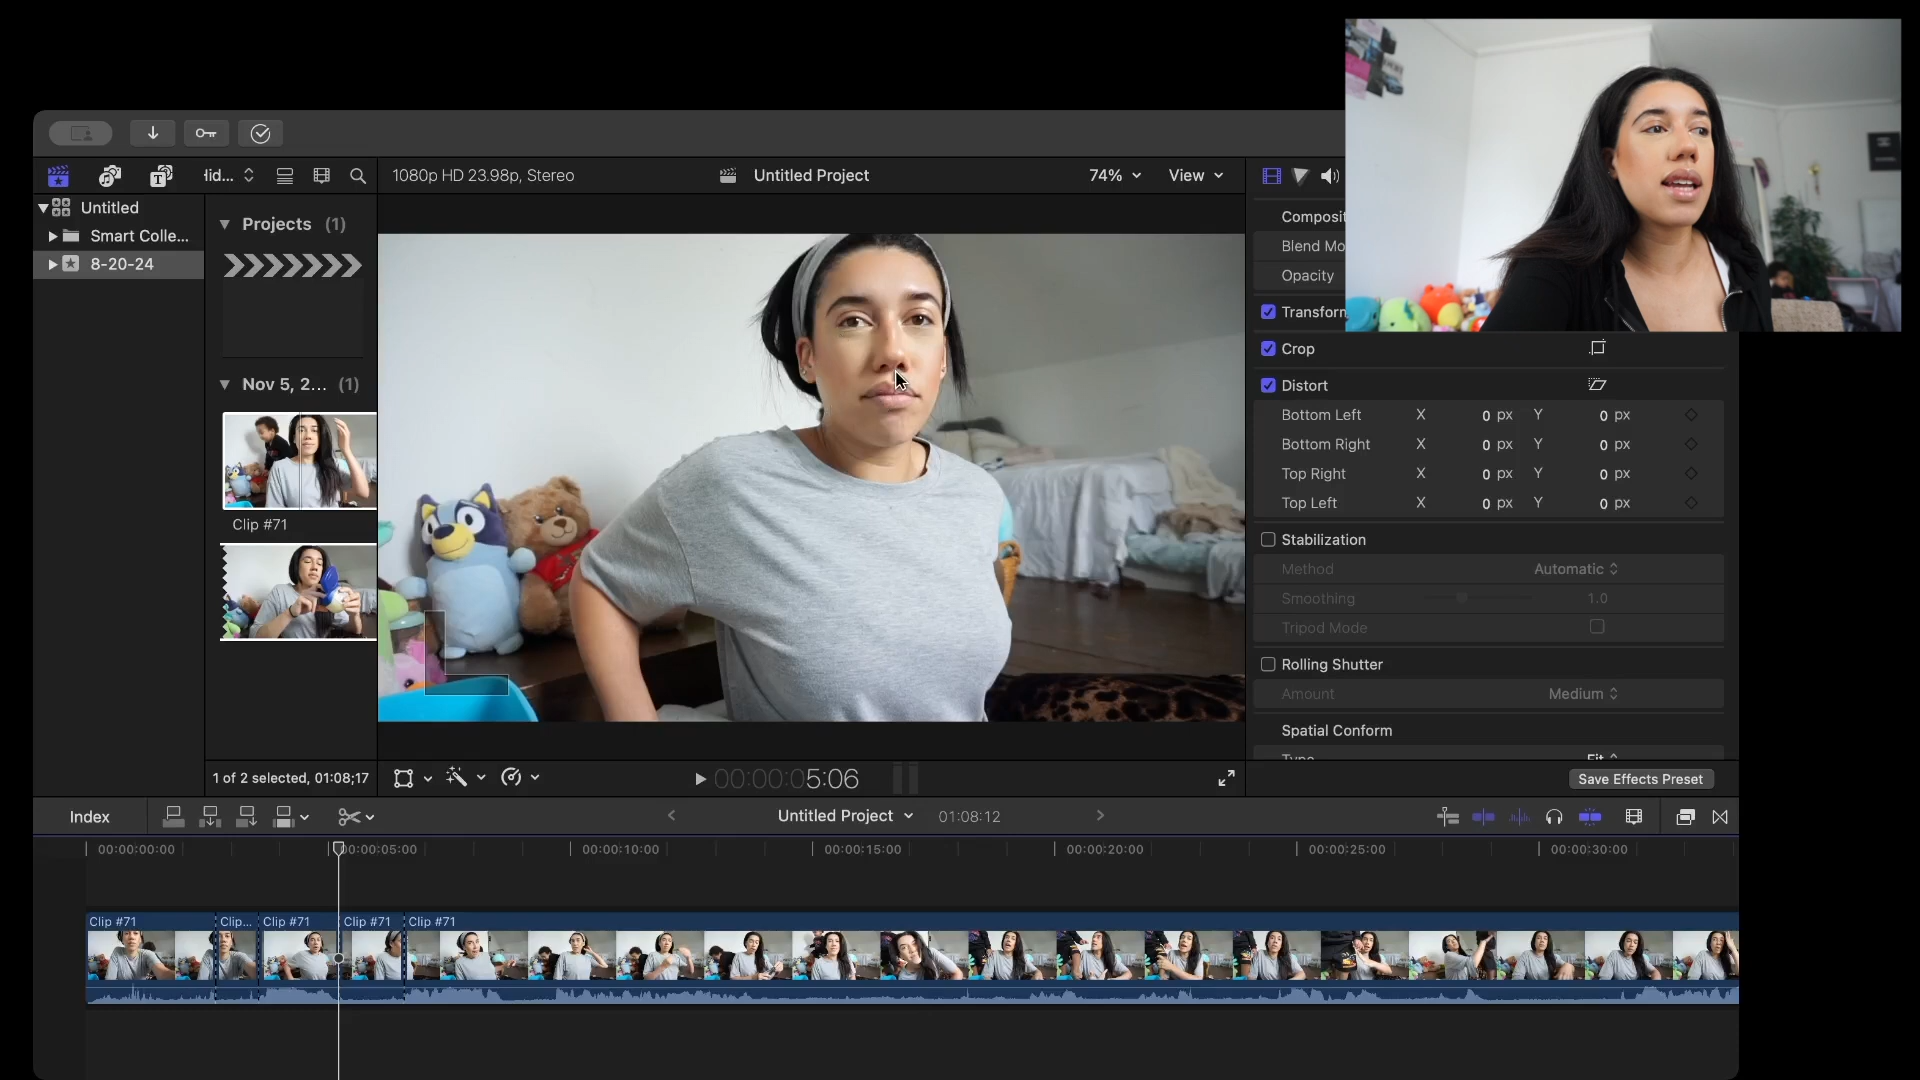 Hid...
1080p HD 23.98p, Stereo
Untitled Project
74%
View
Untitled
Smart Colle...
8-20-24
Projects (1)
Nov 5, 2... (1)
Clip #71
1 of 2 selected, 01:08;17
00:00:05:06
Opacity
Crop
Distort
Bottom Left X 0 px Y 0 px
Bottom Right X 0 px Y 0 px
Top Right X 0 px Y 0 px
Top Left X 0 px Y 0 px
Stabilization
Method Automatic
Smoothing 1.0
Tripod Mode
Rolling Shutter
Amount Medium
Spatial Conform
Save Effects Preset
Index
Untitled Project
01:08:12
00:00:00:00
00:00:05:00
00:00:10:00
00:00:15:00
00:00:20:00
00:00:25:00
00:00:30:00
Clip #71
Clip...
Clip #71
Clip #71
Clip #71